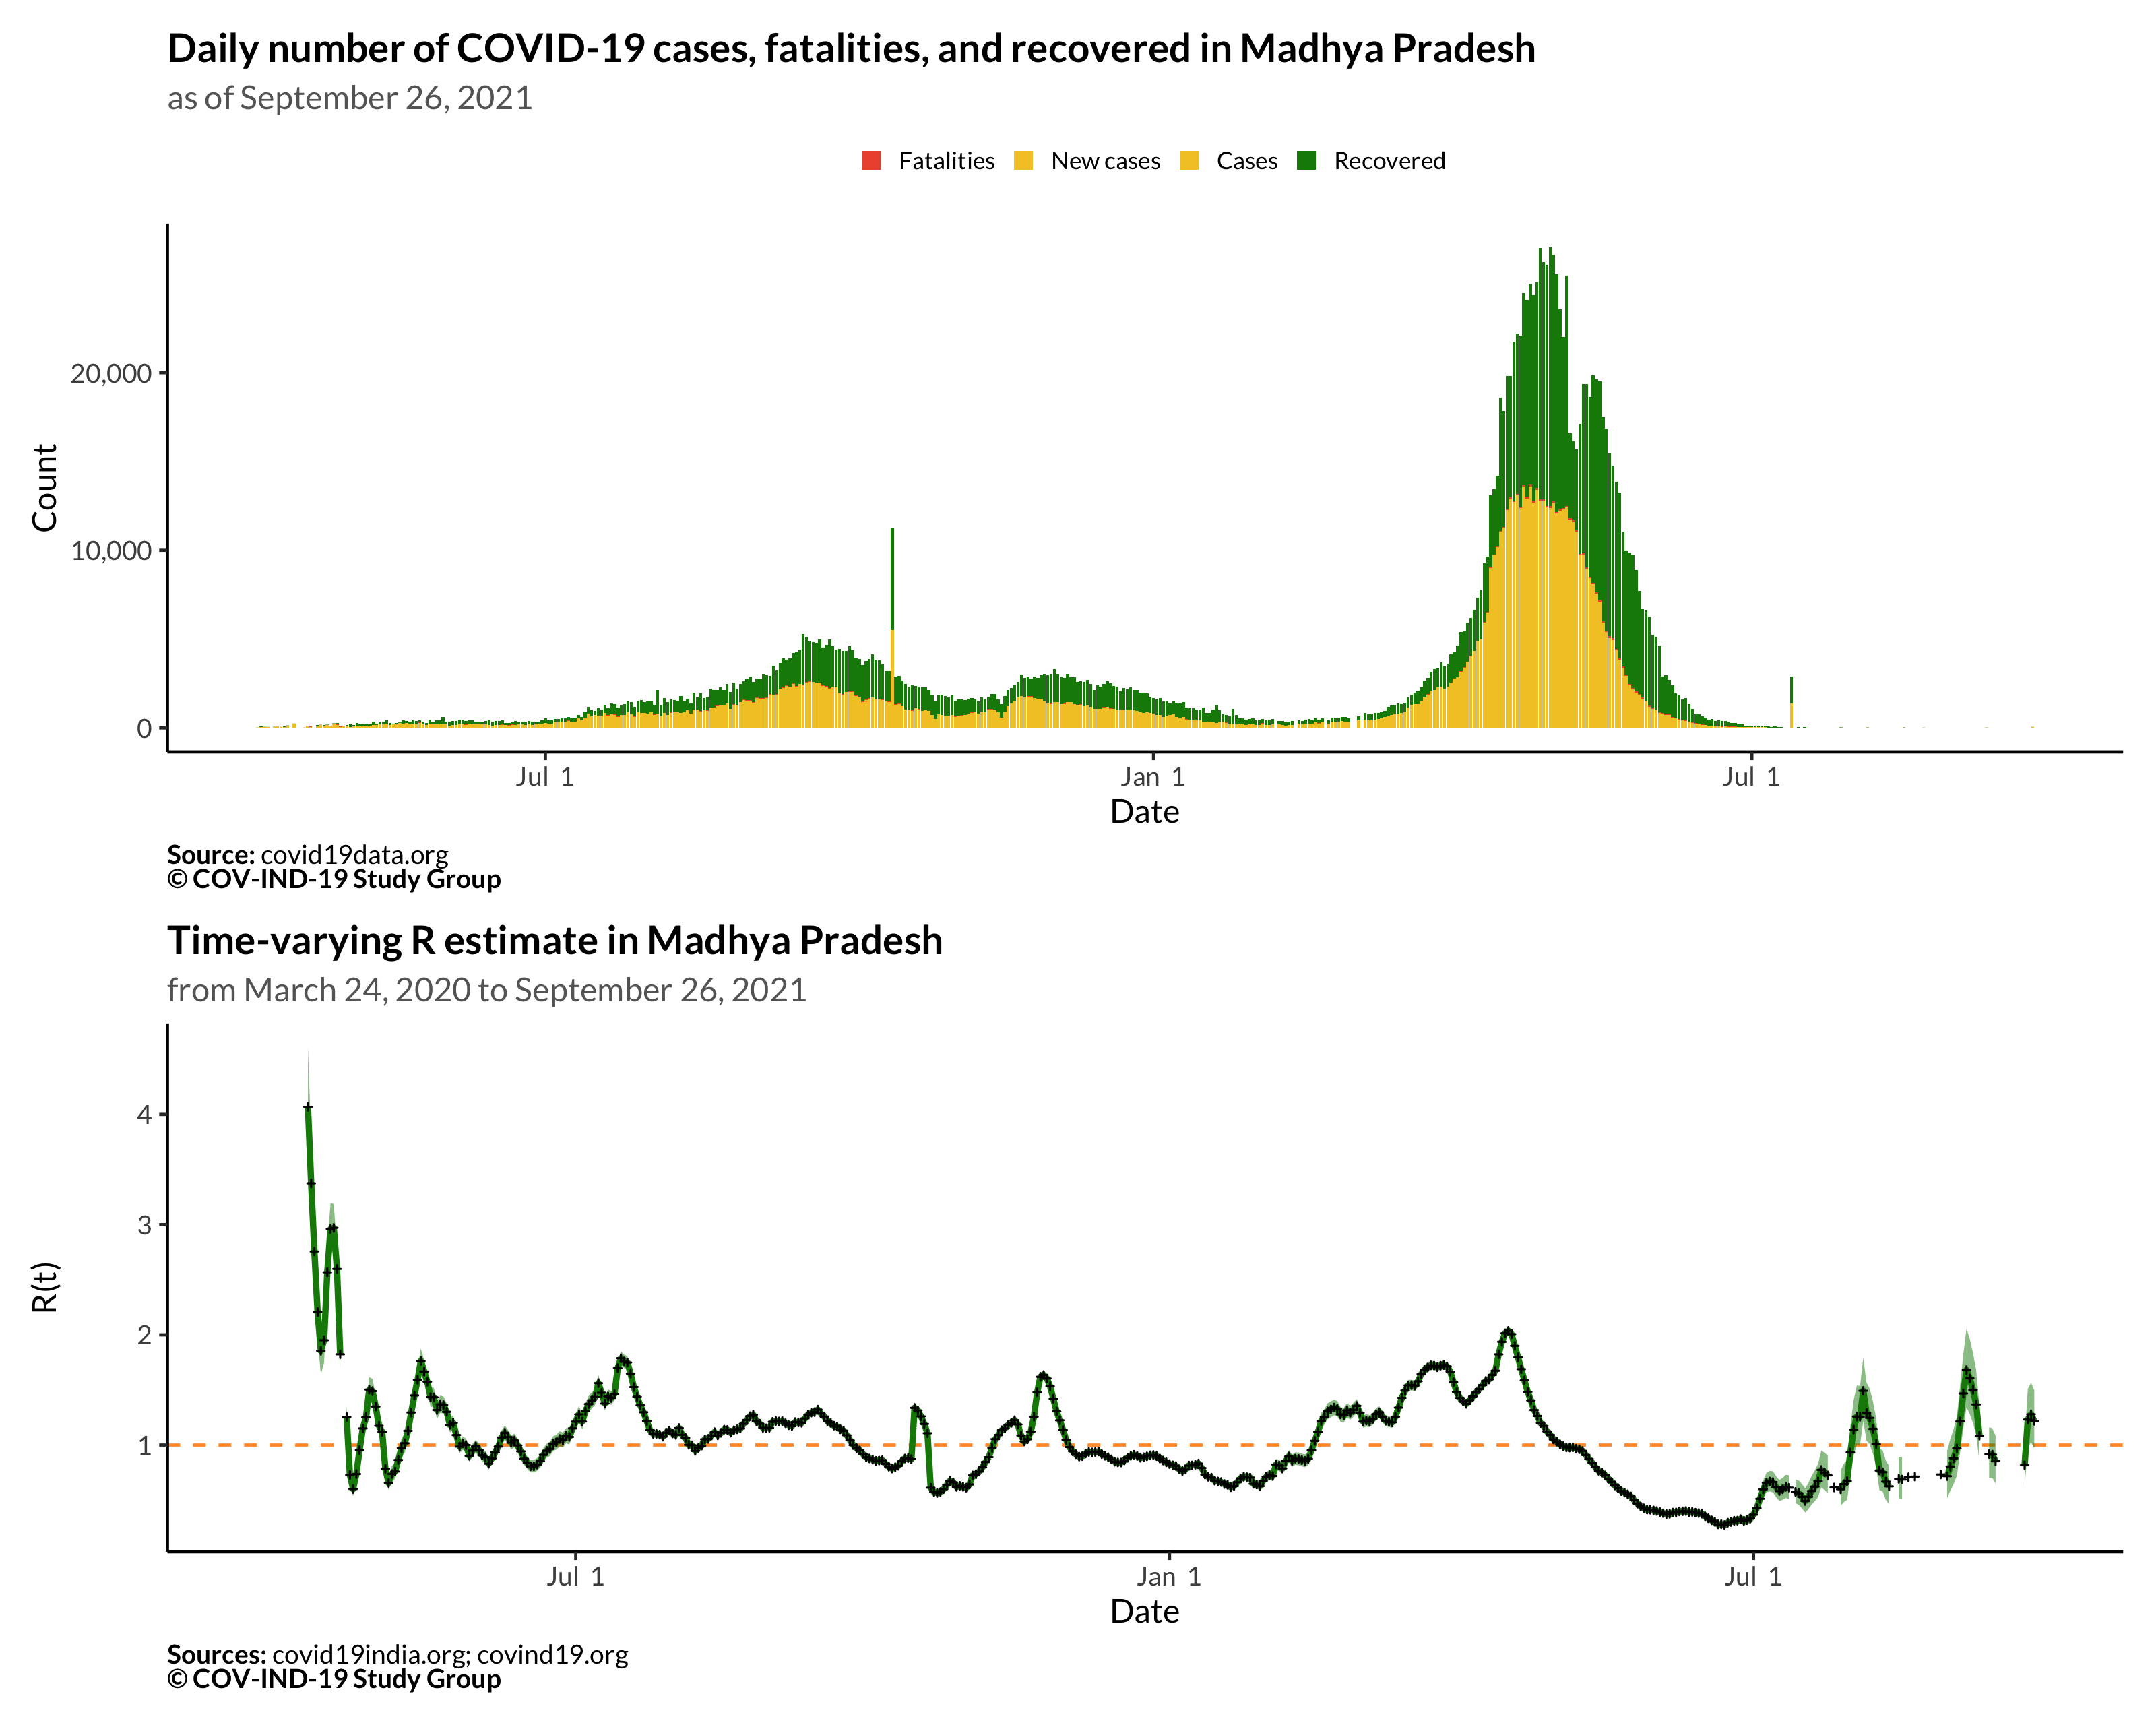 Daily number of COVID-19 cases, fatalities, and recovered in Madhya Pradesh
as of September 26, 2021
Fatalities New cases Cases Recovered
Count
20,000
10,000
0
Jul 1 Jan 1 Jul 1
Date
Source: covid19data.org
© COV-IND-19 Study Group
Time-varying R estimate in Madhya Pradesh
from March 24, 2020 to September 26, 2021
R(t)
4
3
2
1
Jul 1 Jan 1 Jul 1
Date
Sources: covid19india.org; covind19.org
© COV-IND-19 Study Group